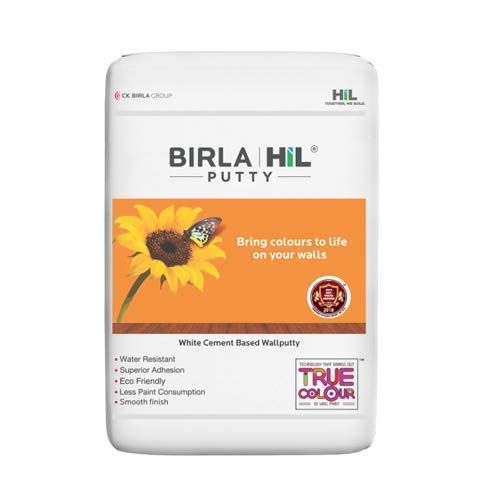 CK BIRLA GROUP
HIL
TOGETHER, WE BUILD.
BIRLA | HIL®
PUTTY
Bring colours to life
on your walls
2018
White Cement Based Wallputty
• Water Resistant
• Superior Adhesion
• Eco Friendly
• Less Paint Consumption
• Smooth finish
TECHNOLOGY THAT BRINGS OUT
TRUE
COLOUR
OF WALL PAINT
TM